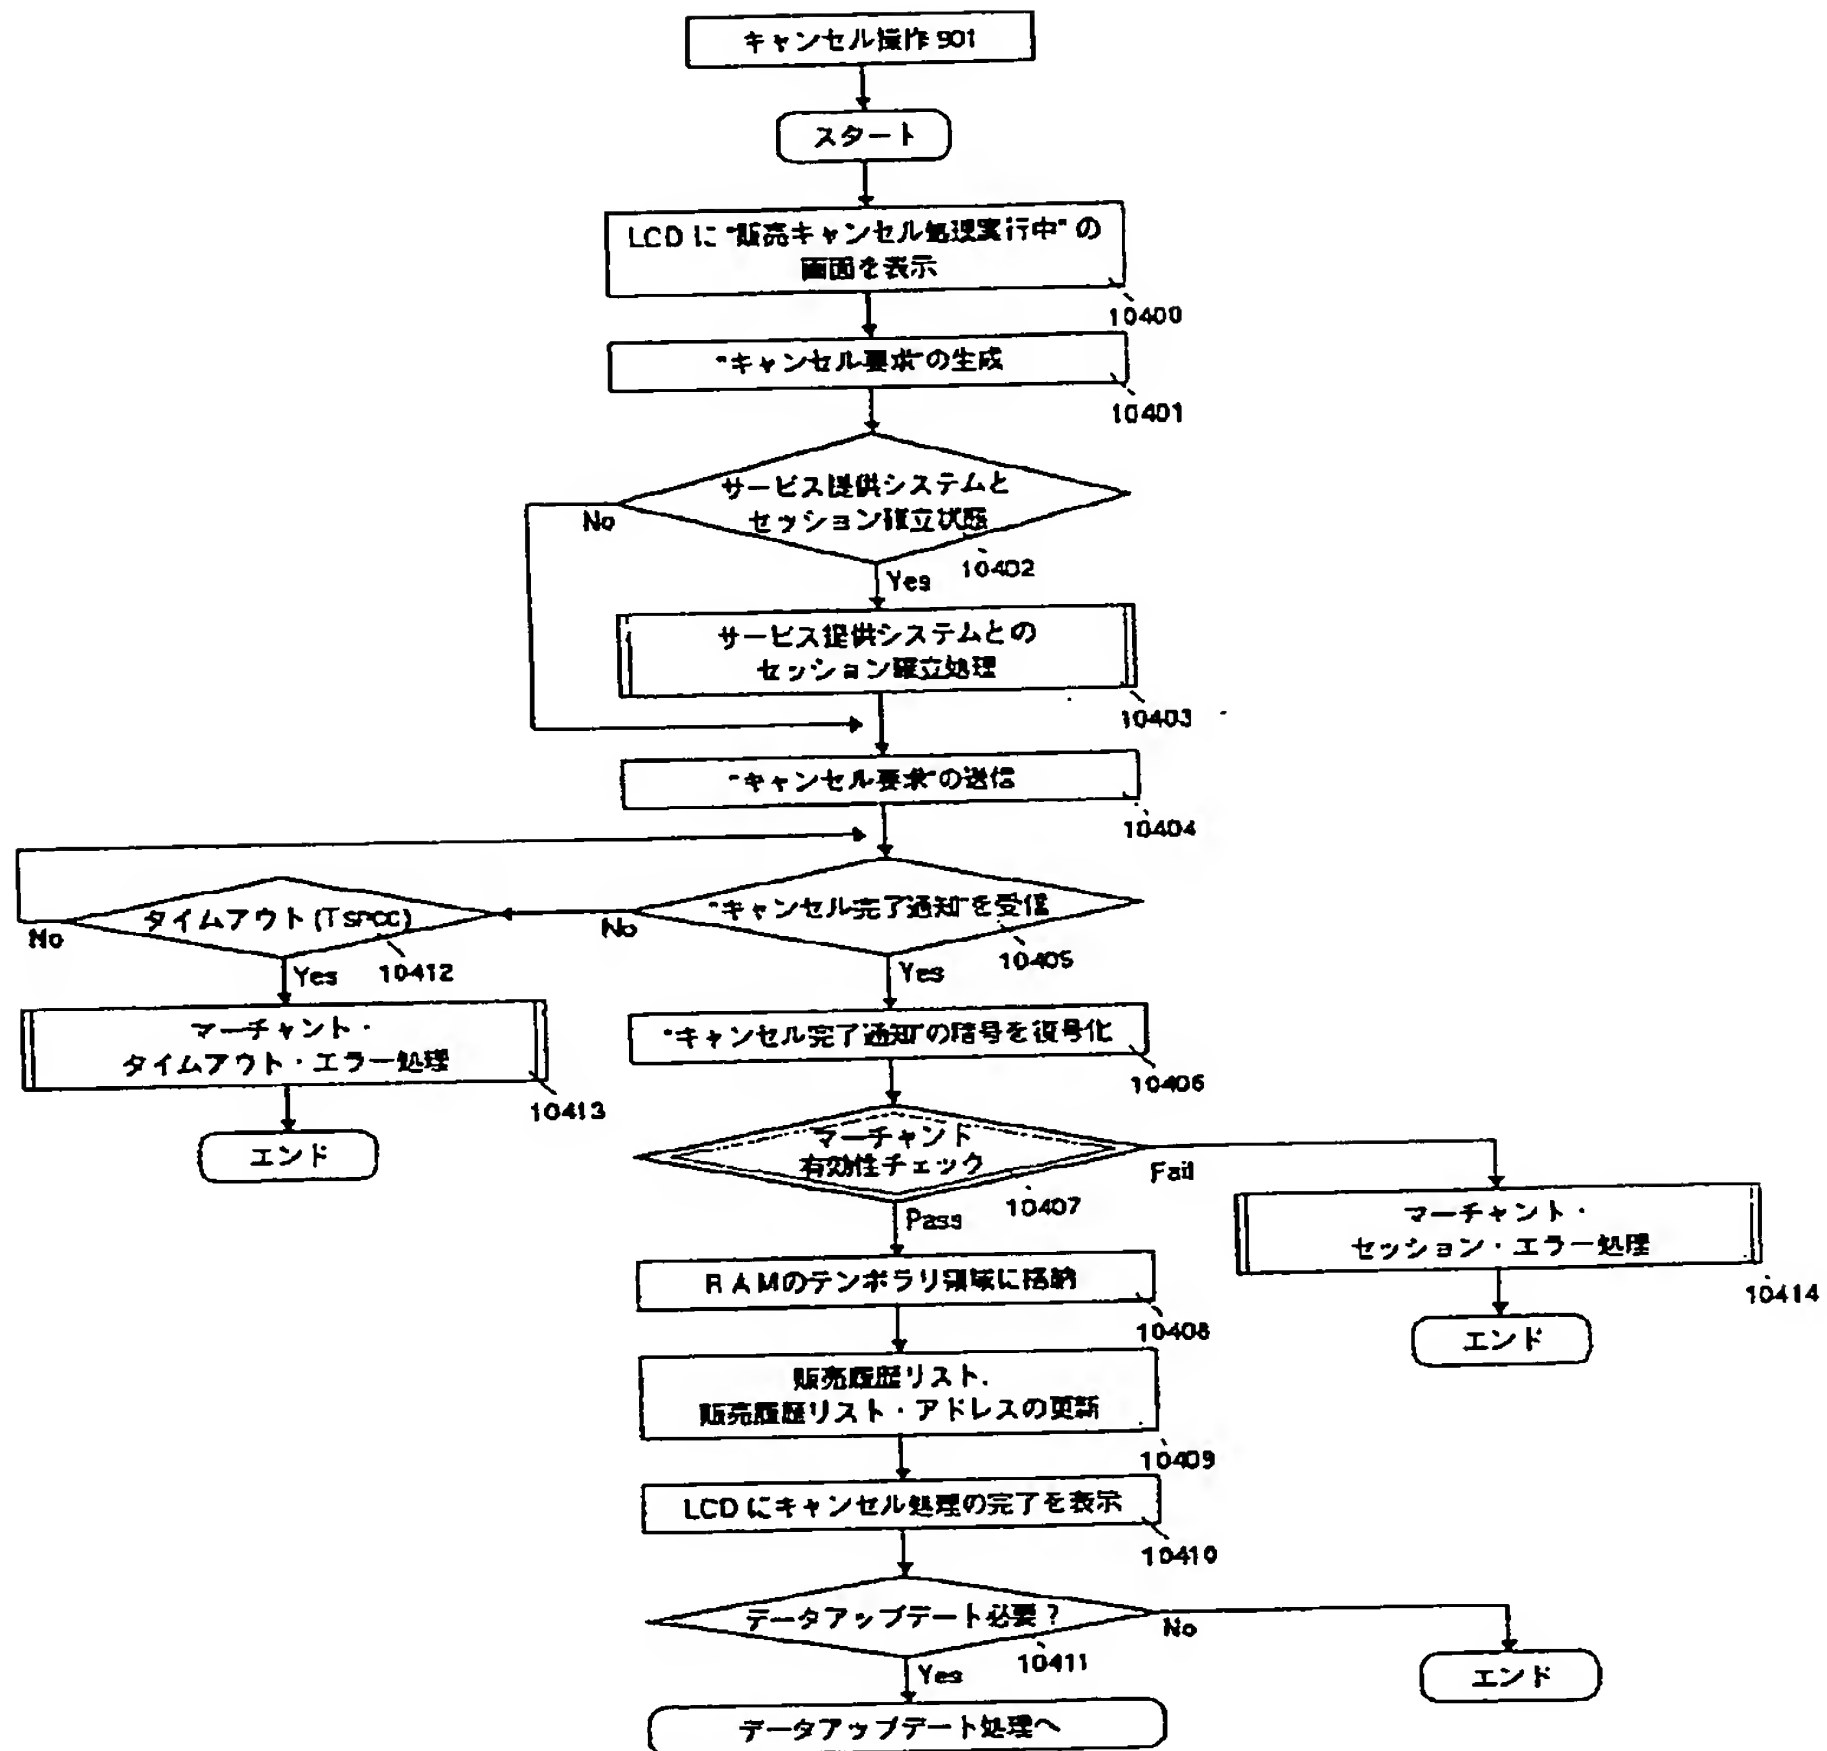 キャンセル操作 901
スタート
LCD に "販売キャンセル処理実行中" の
画面を表示
10400
"キャンセル要求"の生成
10401
サービス提供システムと
セッション確立状態
No
10402
Yes
サービス提供システムとの
セッション確立処理
10403
"キャンセル要求"の送信
10404
"キャンセル完了通知"を受信
10405
No
Yes
タイムアウト (TSPCC)
No
10412
Yes
マーチャント・
タイムアウト・エラー処理
10413
エンド
"キャンセル完了通知"の暗号を復号化
10406
マーチャント
有効性チェック
Fail
10407
Pass
マーチャント・
セッション・エラー処理
10414
エンド
RAMのテンポラリ領域に格納
10408
販売履歴リスト、
販売履歴リスト・アドレスの更新
10409
LCD にキャンセル処理の完了を表示
10410
データアップデート必要?
No
10411
Yes
エンド
データアップデート処理へ